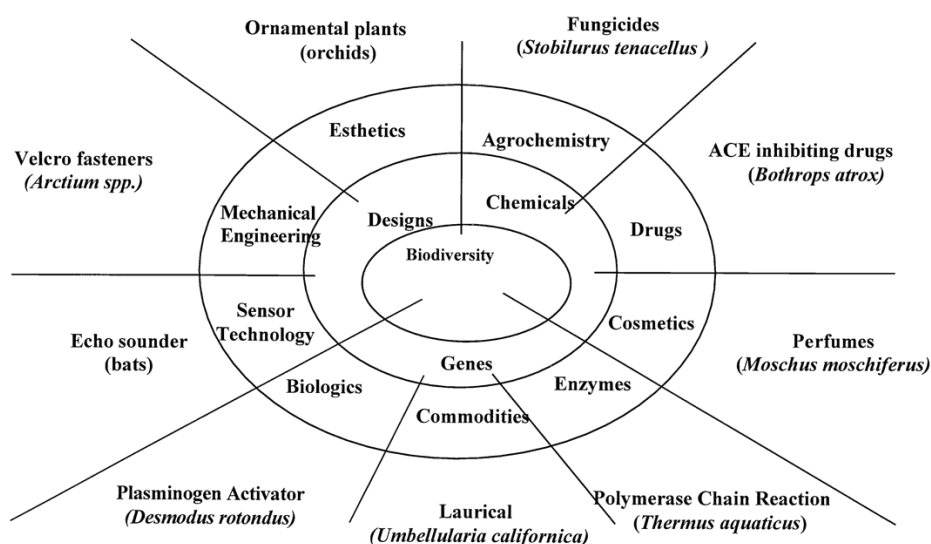 Ornamental plants
(orchids)
Fungicides
(Stobilurus tenacellus )
Velcro fasteners
(Arctium spp.)
ACE inhibiting drugs
(Bothrops atrox)
Esthetics
Agrochemistry
Mechanical
Engineering
Designs
Chemicals
Drugs
Biodiversity
Echo sounder
(bats)
Sensor
Technology
Cosmetics
Perfumes
(Moschus moschiferus)
Biologics
Genes
Enzymes
Commodities
Plasminogen Activator
(Desmodus rotondus)
Laurical
(Umbellularia californica)
Polymerase Chain Reaction
(Thermus aquaticus)